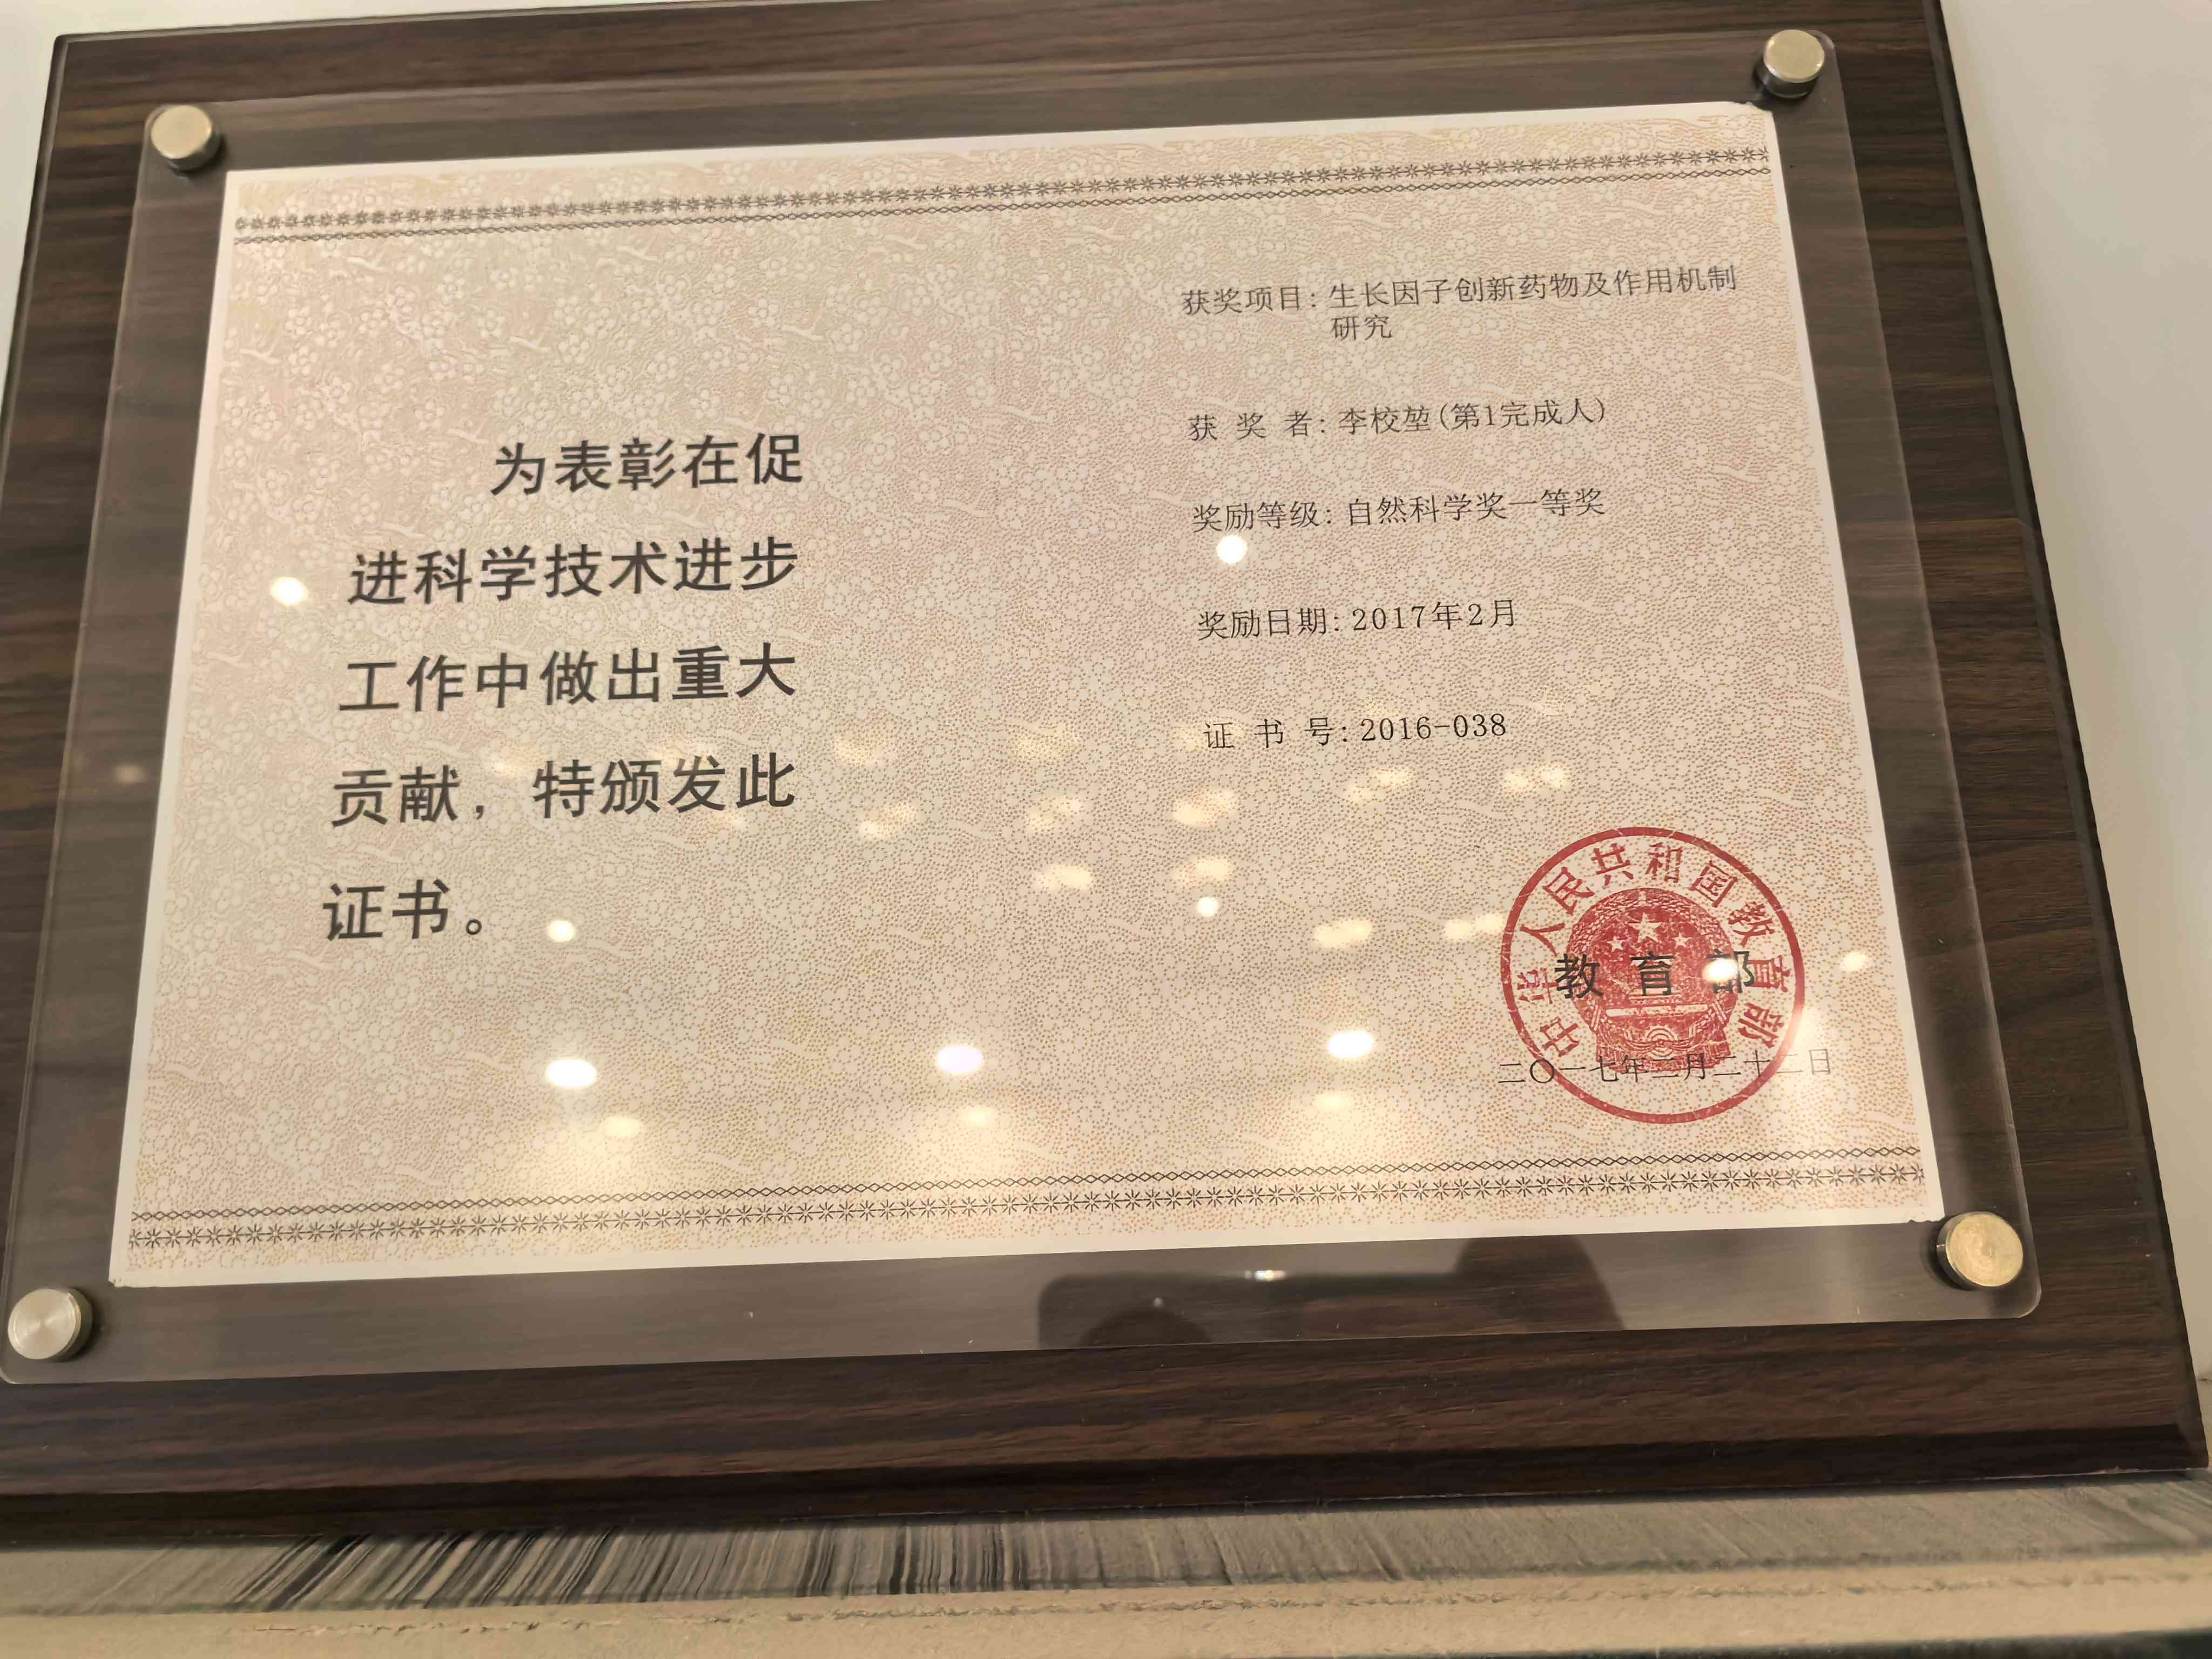 为表彰在促
进科学技术进步
工作中做出重大
贡献，特颁发此
证书。
获奖项目：生长因子创新药物及作用机制
研究
获 奖 者：李校堃(第1完成人)
奖励等级：自然科学奖一等奖
奖励日期：2017年2月
证 书 号：2016-038
中华人民共和国教育部
教 育 部
二〇一七年二月二十二日